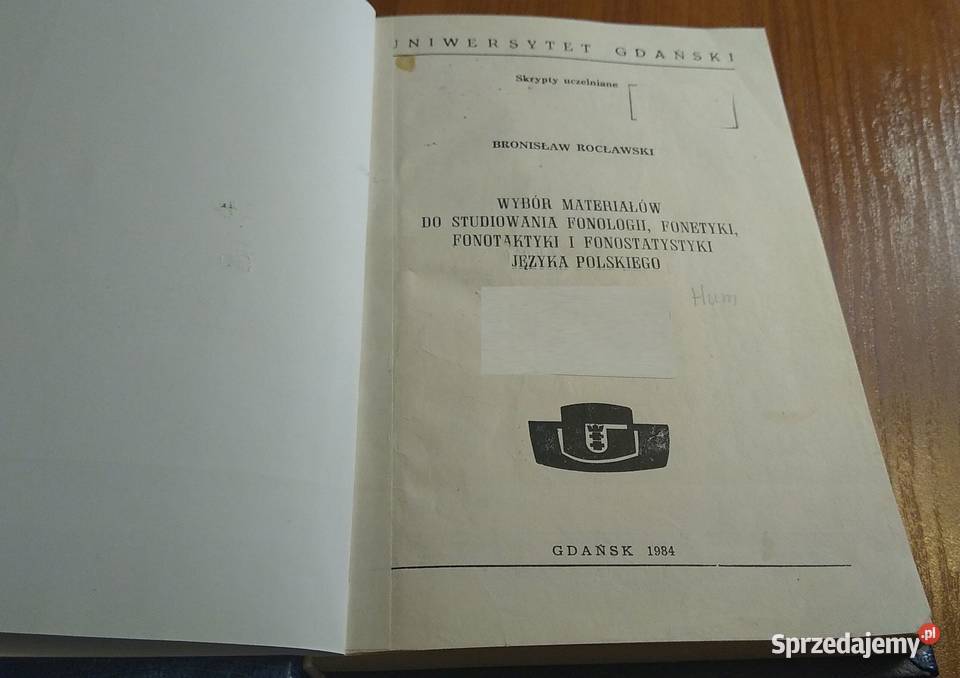 UNIWERSYTET GDAŃSKI
Skrypty uczelniane
BRONISŁAW ROCŁAWSKI
WYBÓR MATERIAŁÓW
DO STUDIOWANIA FONOLOGII, FONETYKI,
FONOTAKTYKI I FONOSTATYSTYKI
JĘZYKA POLSKIEGO
Hum
GDAŃSK 1984
Sprzedajemy.pl